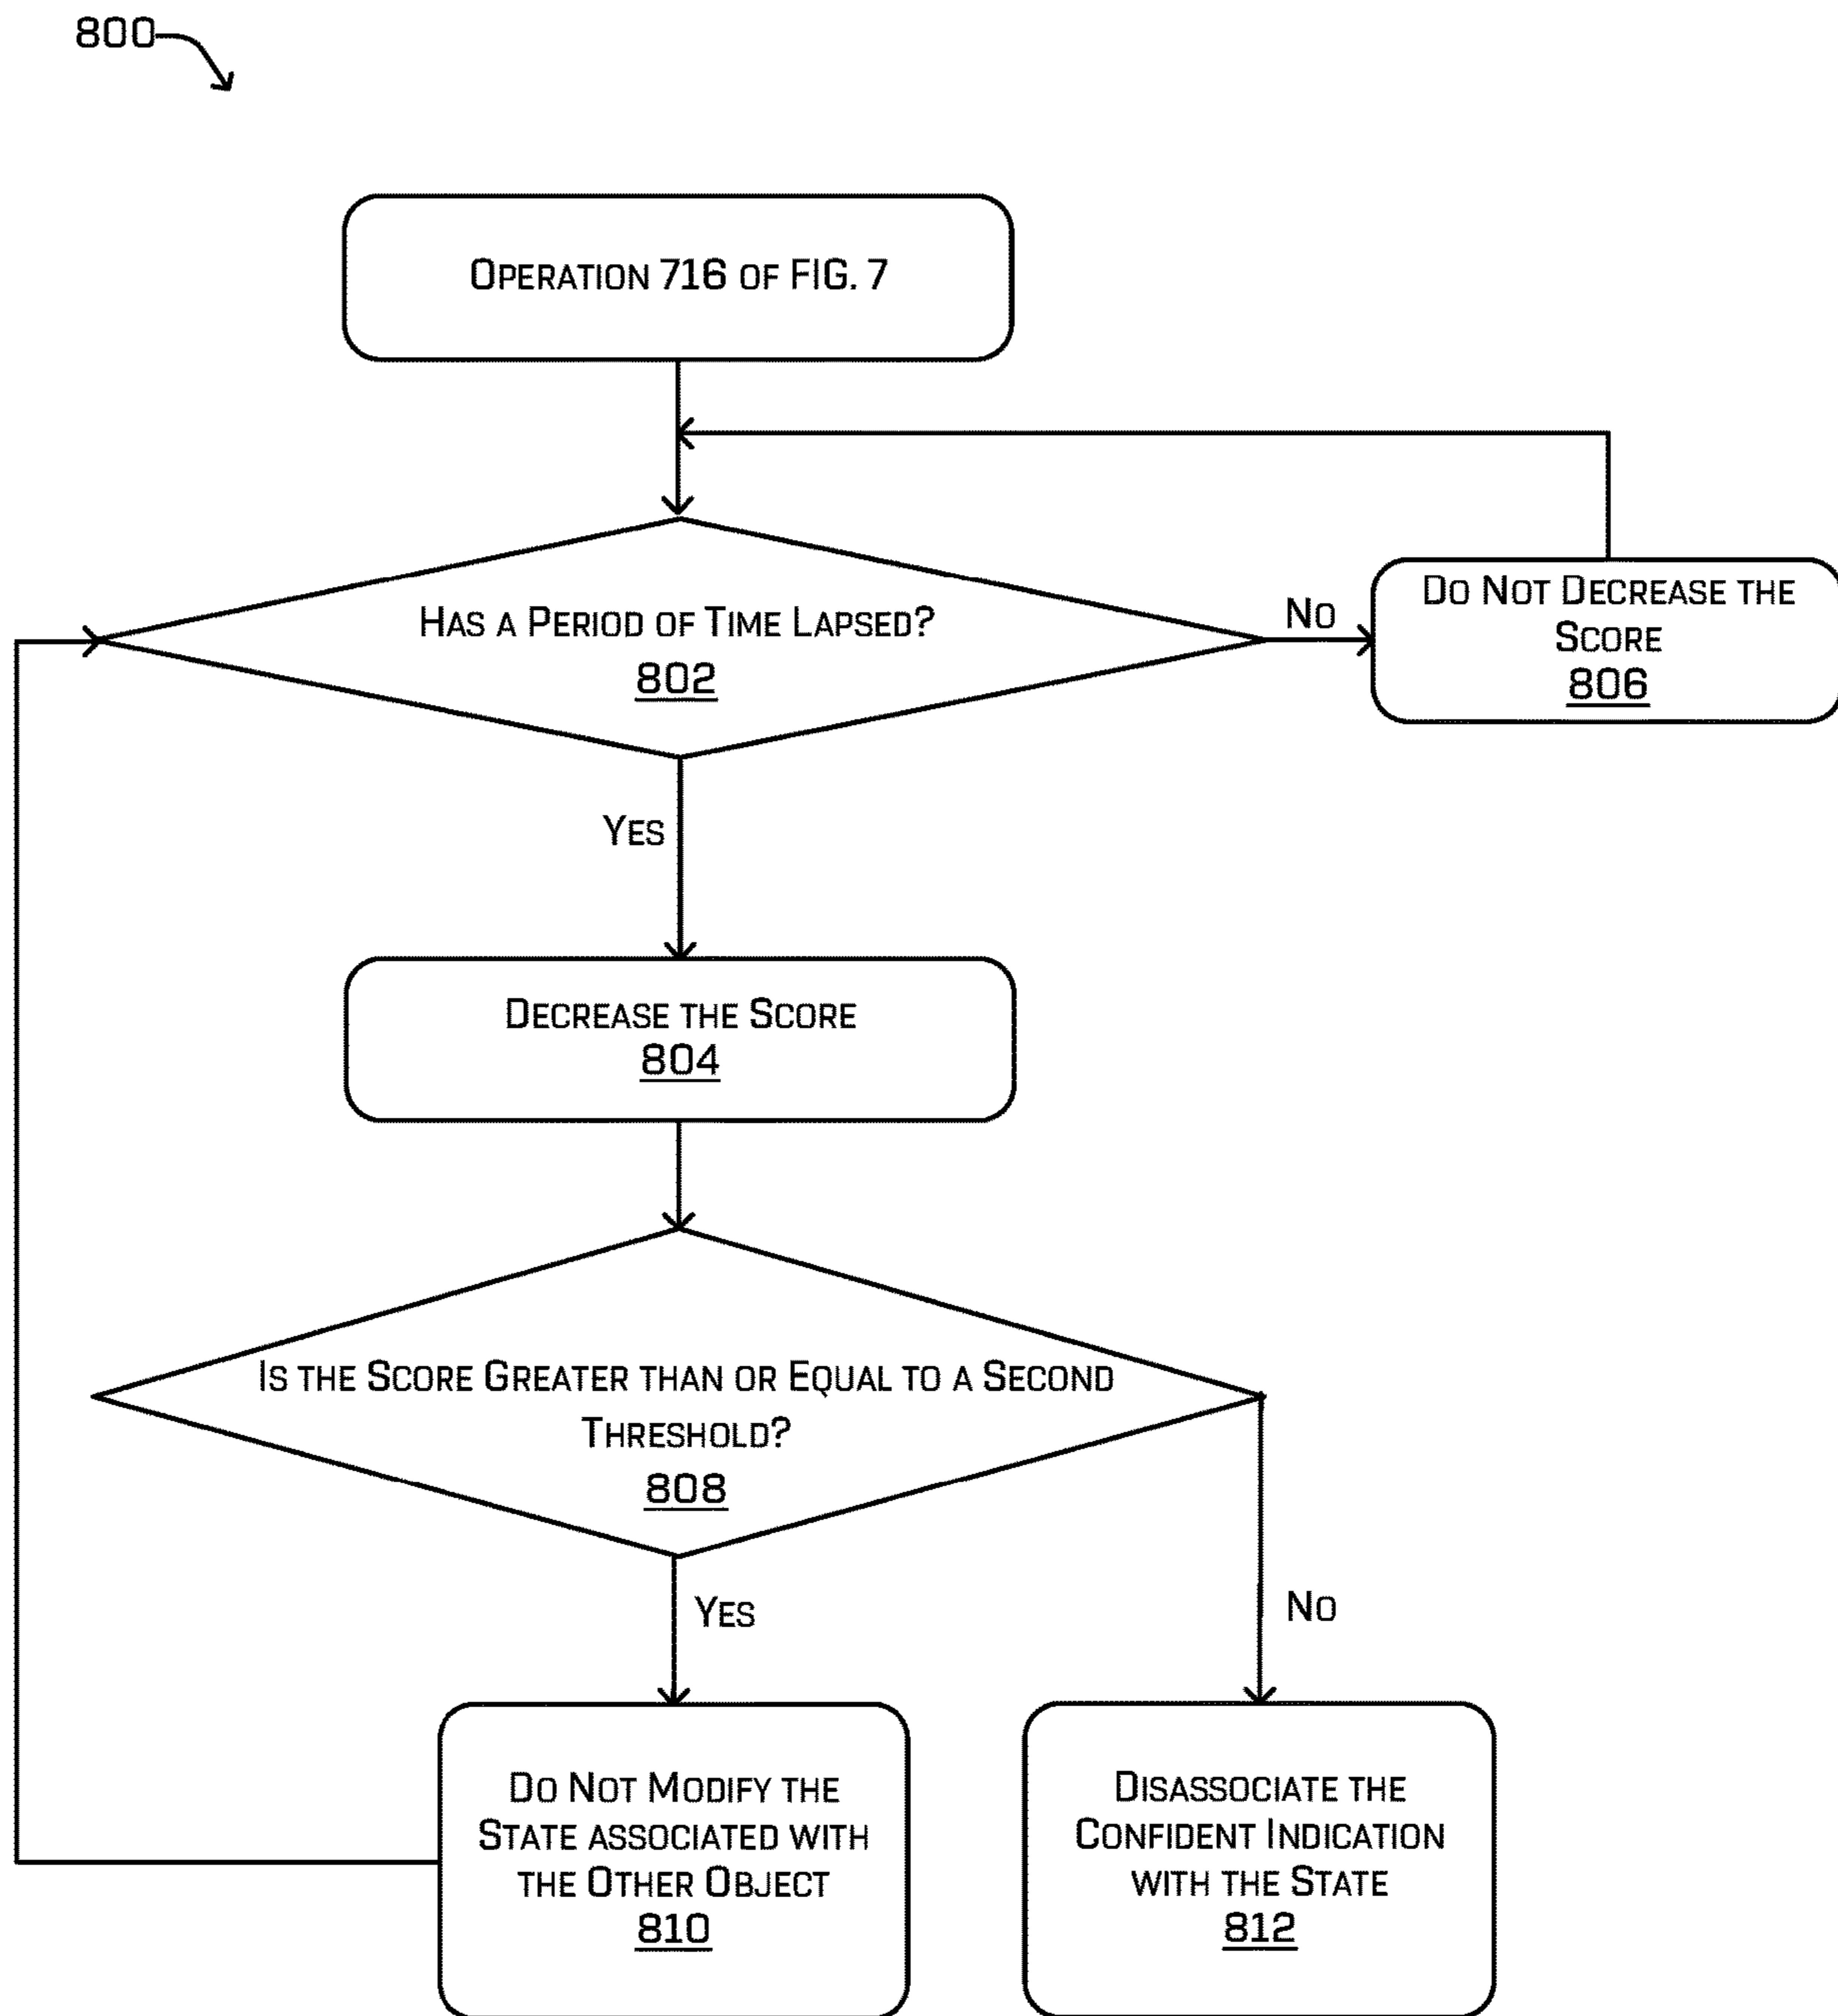 800
Operation 716 of FIG. 7
Has a Period of Time Lapsed?
802
No
Do Not Decrease the
Score
806
Yes
Decrease the Score
804
Is the Score Greater than or Equal to a Second
Threshold?
808
Yes
No
Do Not Modify the
State associated with
the Other Object
810
Disassociate the
Confident Indication
with the State
812